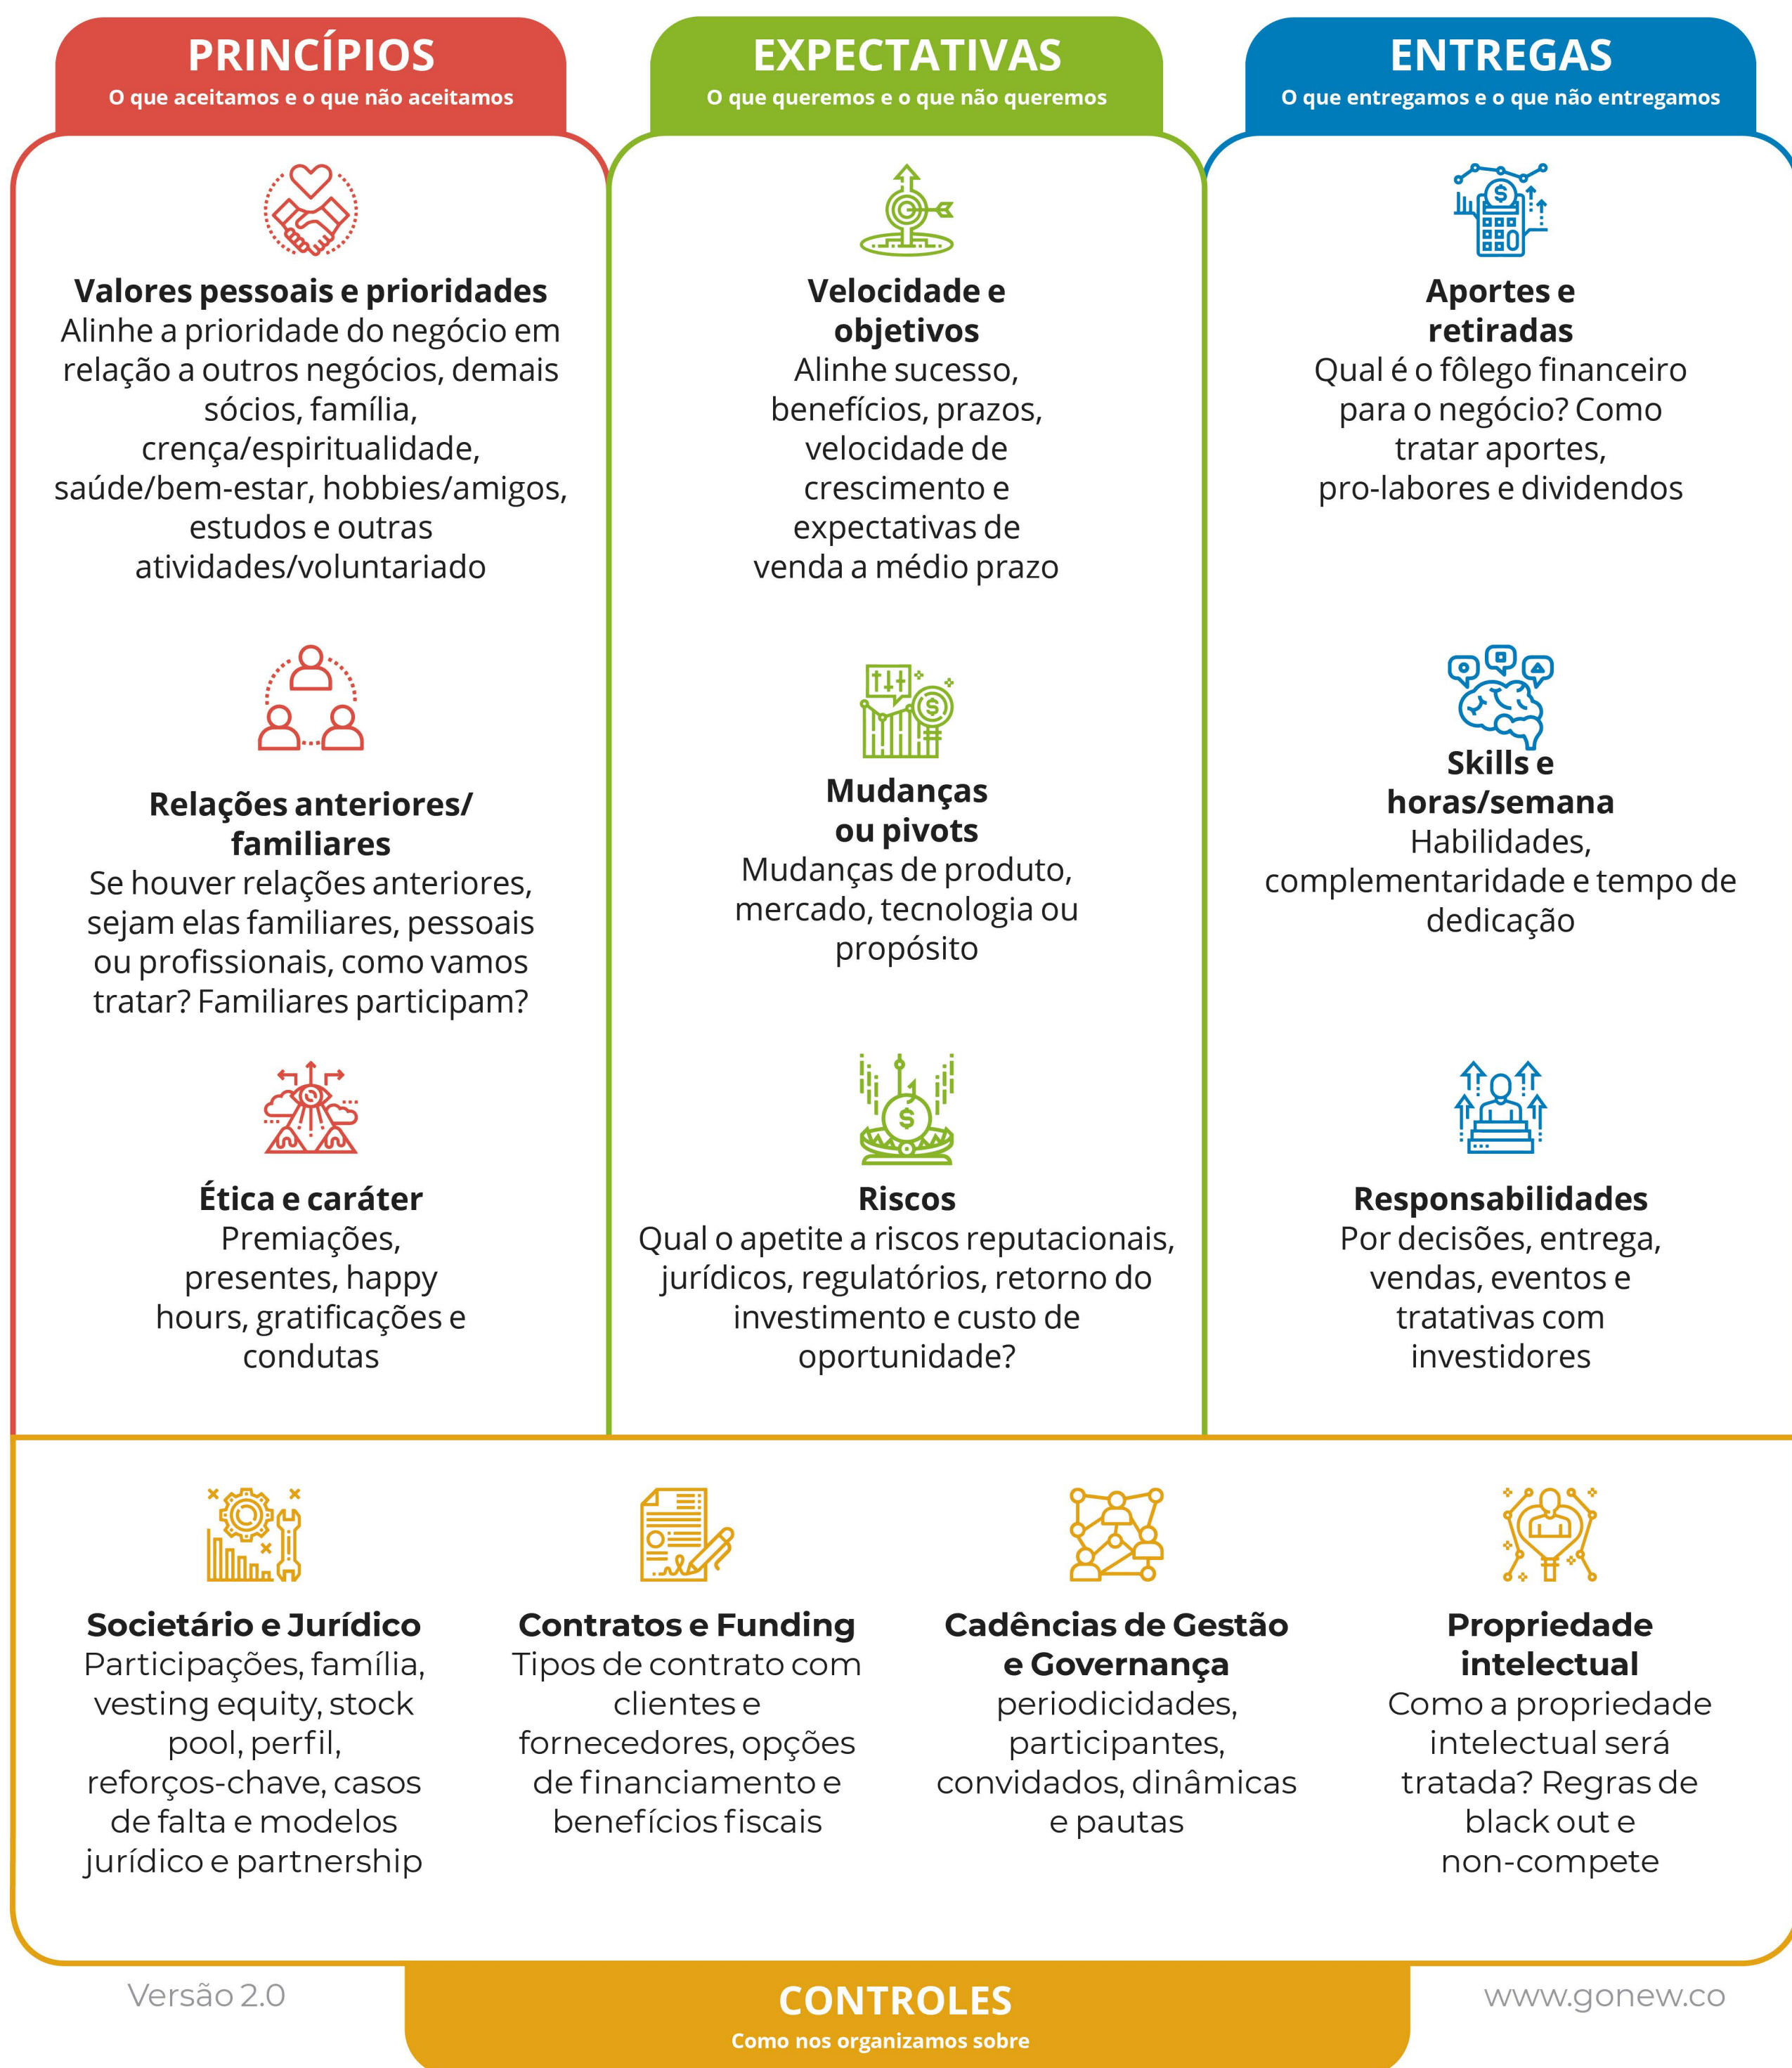 PRINCÍPIOS
O que aceitamos e o que não aceitamos
Valores pessoais e prioridades
Alinhe a prioridade do negócio em
relação a outros negócios, demais
sócios, família,
crença/espiritualidade,
saúde/bem-estar, hobbies/amigos,
estudos e outras
atividades/voluntariado
Relações anteriores/
familiares
Se houver relações anteriores,
sejam elas familiares, pessoais
ou profissionais, como vamos
tratar? Familiares participam?
Ética e caráter
Premiações,
presentes, happy
hours, gratificações e
condutas
EXPECTATIVAS
O que queremos e o que não queremos
Velocidade e
objetivos
Alinhe sucesso,
benefícios, prazos,
velocidade de
crescimento e
expectativas de
venda a médio prazo
Mudanças
ou pivots
Mudanças de produto,
mercado, tecnologia ou
propósito
Riscos
Qual o apetite a riscos reputacionais,
jurídicos, regulatórios, retorno do
investimento e custo de
oportunidade?
ENTREGAS
O que entregamos e o que não entregamos
Aportes e
retiradas
Qual é o fôlego financeiro
para o negócio? Como
tratar aportes,
pro-labores e dividendos
Skills e
horas/semana
Habilidades,
complementaridade e tempo de
dedicação
Responsabilidades
Por decisões, entrega,
vendas, eventos e
tratativas com
investidores
Societário e Jurídico
Participações, família,
vesting equity, stock
pool, perfil,
reforços-chave, casos
de falta e modelos
jurídico e partnership
Contratos e Funding
Tipos de contrato com
clientes e
fornecedores, opções
de financiamento e
benefícios fiscais
Cadências de Gestão
e Governança
periodicidades,
participantes,
convidados, dinâmicas
e pautas
Propriedade
intelectual
Como a propriedade
intelectual será
tratada? Regras de
black out e
non-compete
Versão 2.0
CONTROLES
Como nos organizamos sobre
www.gonew.co